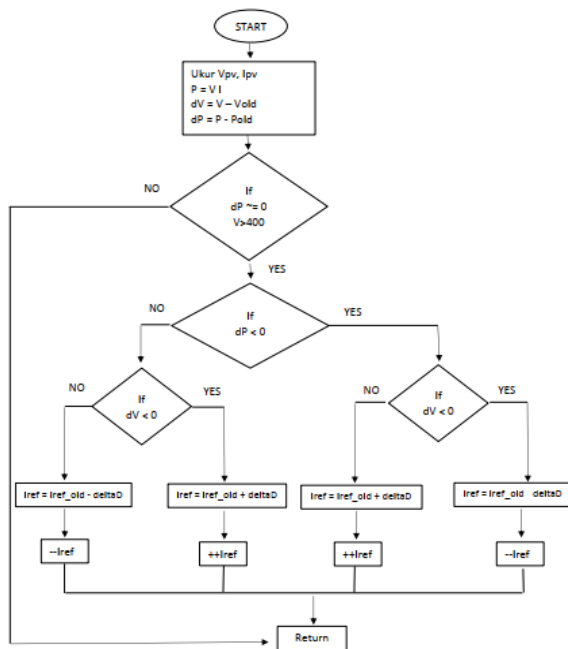 START
Ukur Vpv, Ipv
P = V I
dV = V – Vold
dP = P - Pold
NO
If
dP ~= 0
V>400
YES
NO
If
dP < 0
YES
NO
If
dV < 0
YES
NO
If
dV < 0
YES
Iref = Iref_old - deltaD
Iref = Iref_old + deltaD
Iref = Iref_old + deltaD
Iref = Iref_old deltaD
--Iref
++Iref
++Iref
--Iref
Return